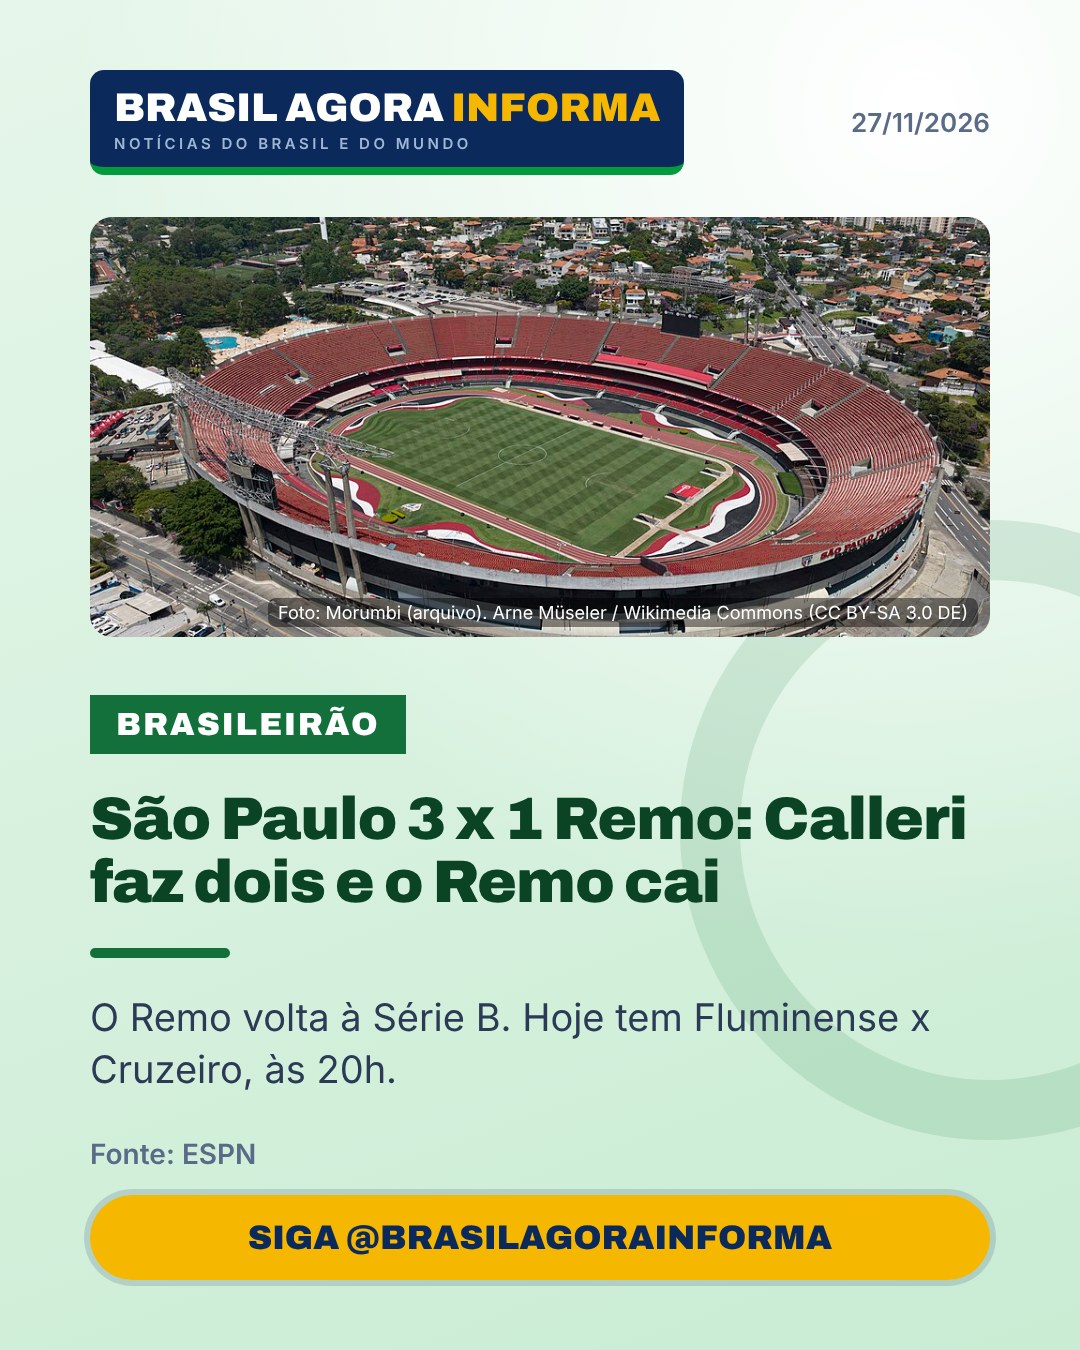 BRASIL AGORA INFORMA
NOTÍCIAS DO BRASIL E DO MUNDO
27/11/2026
SÃO PAULO
Foto: Morumbi (arquivo). Arne Müseler / Wikimedia Commons (CC BY-SA 3.0 DE)
BRASILEIRÃO
São Paulo 3 x 1 Remo: Calleri
faz dois e o Remo cai
O Remo volta à Série B. Hoje tem Fluminense x
Cruzeiro, às 20h.
Fonte: ESPN
SIGA @BRASILAGORAINFORMA